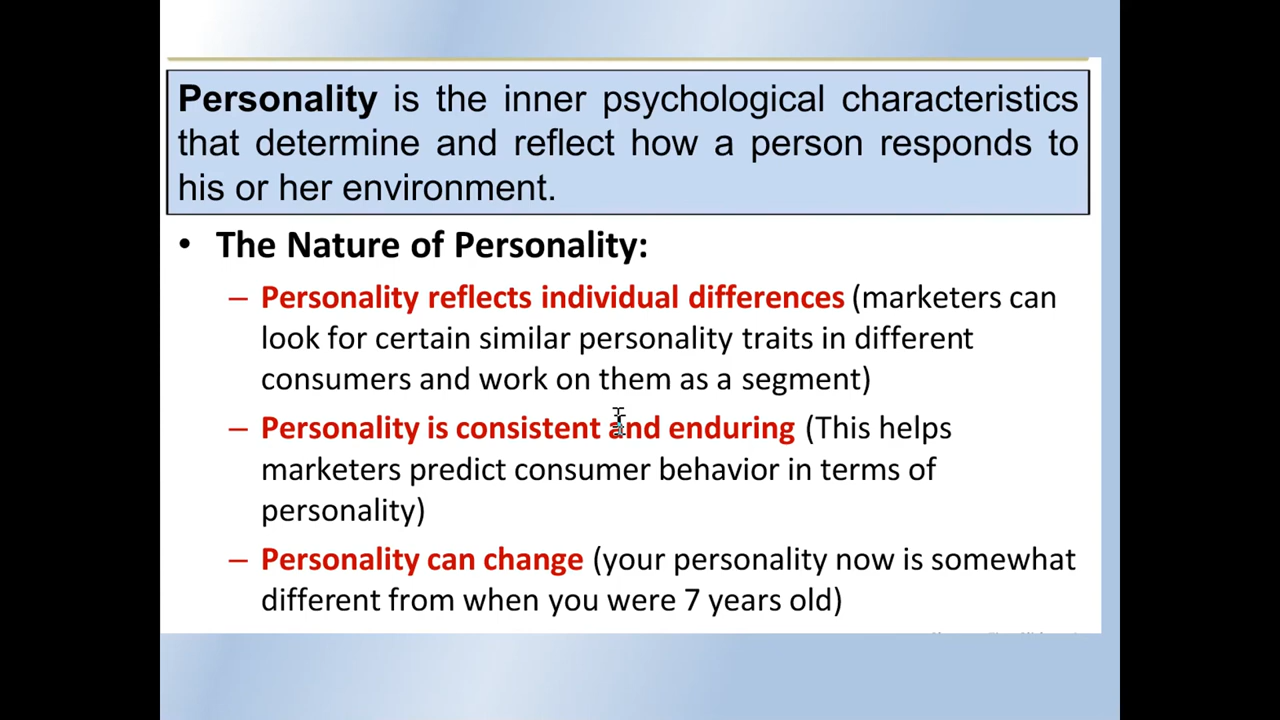 Personality is the inner psychological characteristics
that determine and reflect how a person responds to
his or her environment.
• The Nature of Personality:
– Personality reflects individual differences (marketers can
look for certain similar personality traits in different
consumers and work on them as a segment)
– Personality is consistent and enduring (This helps
marketers predict consumer behavior in terms of
personality)
– Personality can change (your personality now is somewhat
different from when you were 7 years old)